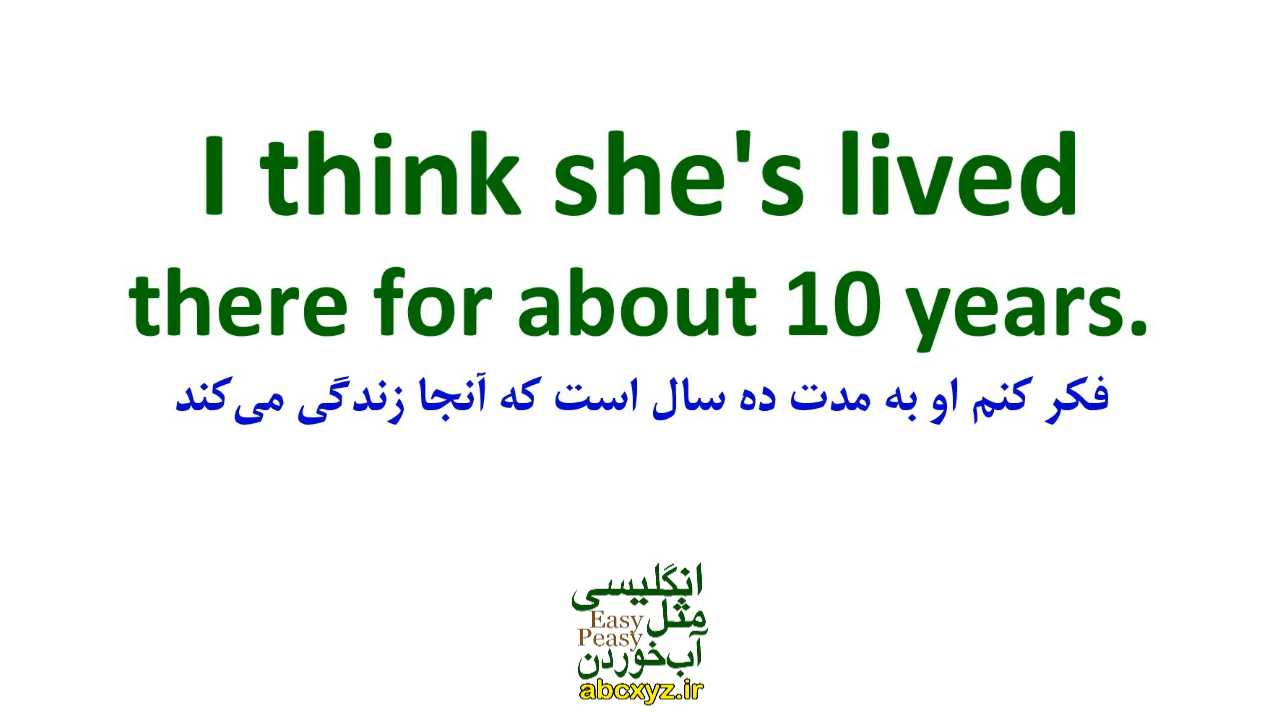 I think she's lived
there for about 10 years.
فکر کنم او به مدت ده سال است که آنجا زندگی می‌کند
انگلیسی
مثل
Easy
Peasy
آب‌خوردن
abcxyz.ir